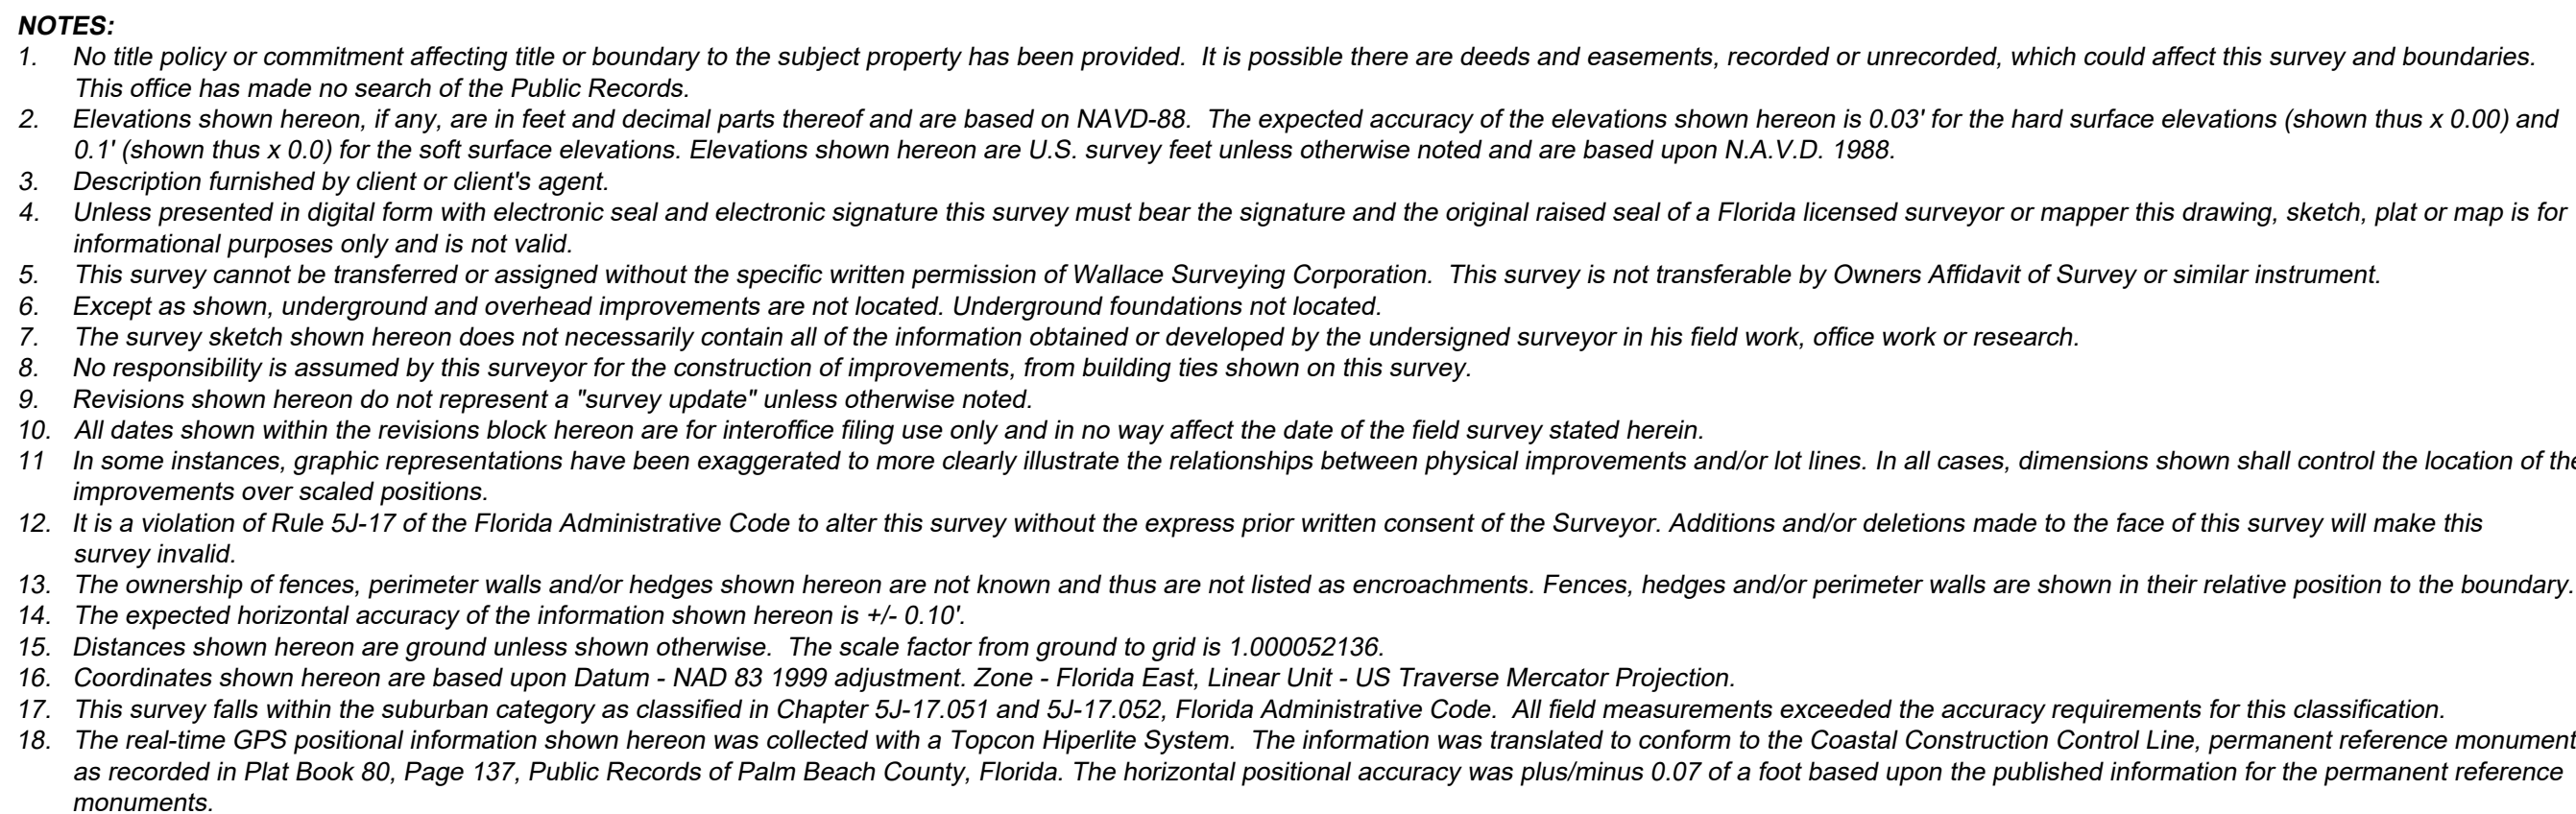 NOTES:
1. No title policy or commitment affecting title or boundary to the subject property has been provided. It is possible there are deeds and easements, recorded or unrecorded, which could affect this survey and boundaries.
This office has made no search of the Public Records.
2. Elevations shown hereon, if any, are in feet and decimal parts thereof and are based on NAVD-88. The expected accuracy of the elevations shown hereon is 0.03' for the hard surface elevations (shown thus x 0.00) and
0.1' (shown thus x 0.0) for the soft surface elevations. Elevations shown hereon are U.S. survey feet unless otherwise noted and are based upon N.A.V.D. 1988.
3. Description furnished by client or client's agent.
4. Unless presented in digital form with electronic seal and electronic signature this survey must bear the signature and the original raised seal of a Florida licensed surveyor or mapper this drawing, sketch, plat or map is for
informational purposes only and is not valid.
5. This survey cannot be transferred or assigned without the specific written permission of Wallace Surveying Corporation. This survey is not transferable by Owners Affidavit of Survey or similar instrument.
6. Except as shown, underground and overhead improvements are not located. Underground foundations not located.
7. The survey sketch shown hereon does not necessarily contain all of the information obtained or developed by the undersigned surveyor in his field work, office work or research.
8. No responsibility is assumed by this surveyor for the construction of improvements, from building ties shown on this survey.
9. Revisions shown hereon do not represent a "survey update" unless otherwise noted.
10. All dates shown within the revisions block hereon are for interoffice filing use only and in no way affect the date of the field survey stated herein.
11 In some instances, graphic representations have been exaggerated to more clearly illustrate the relationships between physical improvements and/or lot lines. In all cases, dimensions shown shall control the location of the
improvements over scaled positions.
12. It is a violation of Rule 5J-17 of the Florida Administrative Code to alter this survey without the express prior written consent of the Surveyor. Additions and/or deletions made to the face of this survey will make this
survey invalid.
13. The ownership of fences, perimeter walls and/or hedges shown hereon are not known and thus are not listed as encroachments. Fences, hedges and/or perimeter walls are shown in their relative position to the boundary.
14. The expected horizontal accuracy of the information shown hereon is +/- 0.10'.
15. Distances shown hereon are ground unless shown otherwise. The scale factor from ground to grid is 1.000052136.
16. Coordinates shown hereon are based upon Datum - NAD 83 1999 adjustment. Zone - Florida East, Linear Unit - US Traverse Mercator Projection.
17. This survey falls within the suburban category as classified in Chapter 5J-17.051 and 5J-17.052, Florida Administrative Code. All field measurements exceeded the accuracy requirements for this classification.
18. The real-time GPS positional information shown hereon was collected with a Topcon Hiperlite System. The information was translated to conform to the Coastal Construction Control Line, permanent reference monument
as recorded in Plat Book 80, Page 137, Public Records of Palm Beach County, Florida. The horizontal positional accuracy was plus/minus 0.07 of a foot based upon the published information for the permanent reference
monuments.